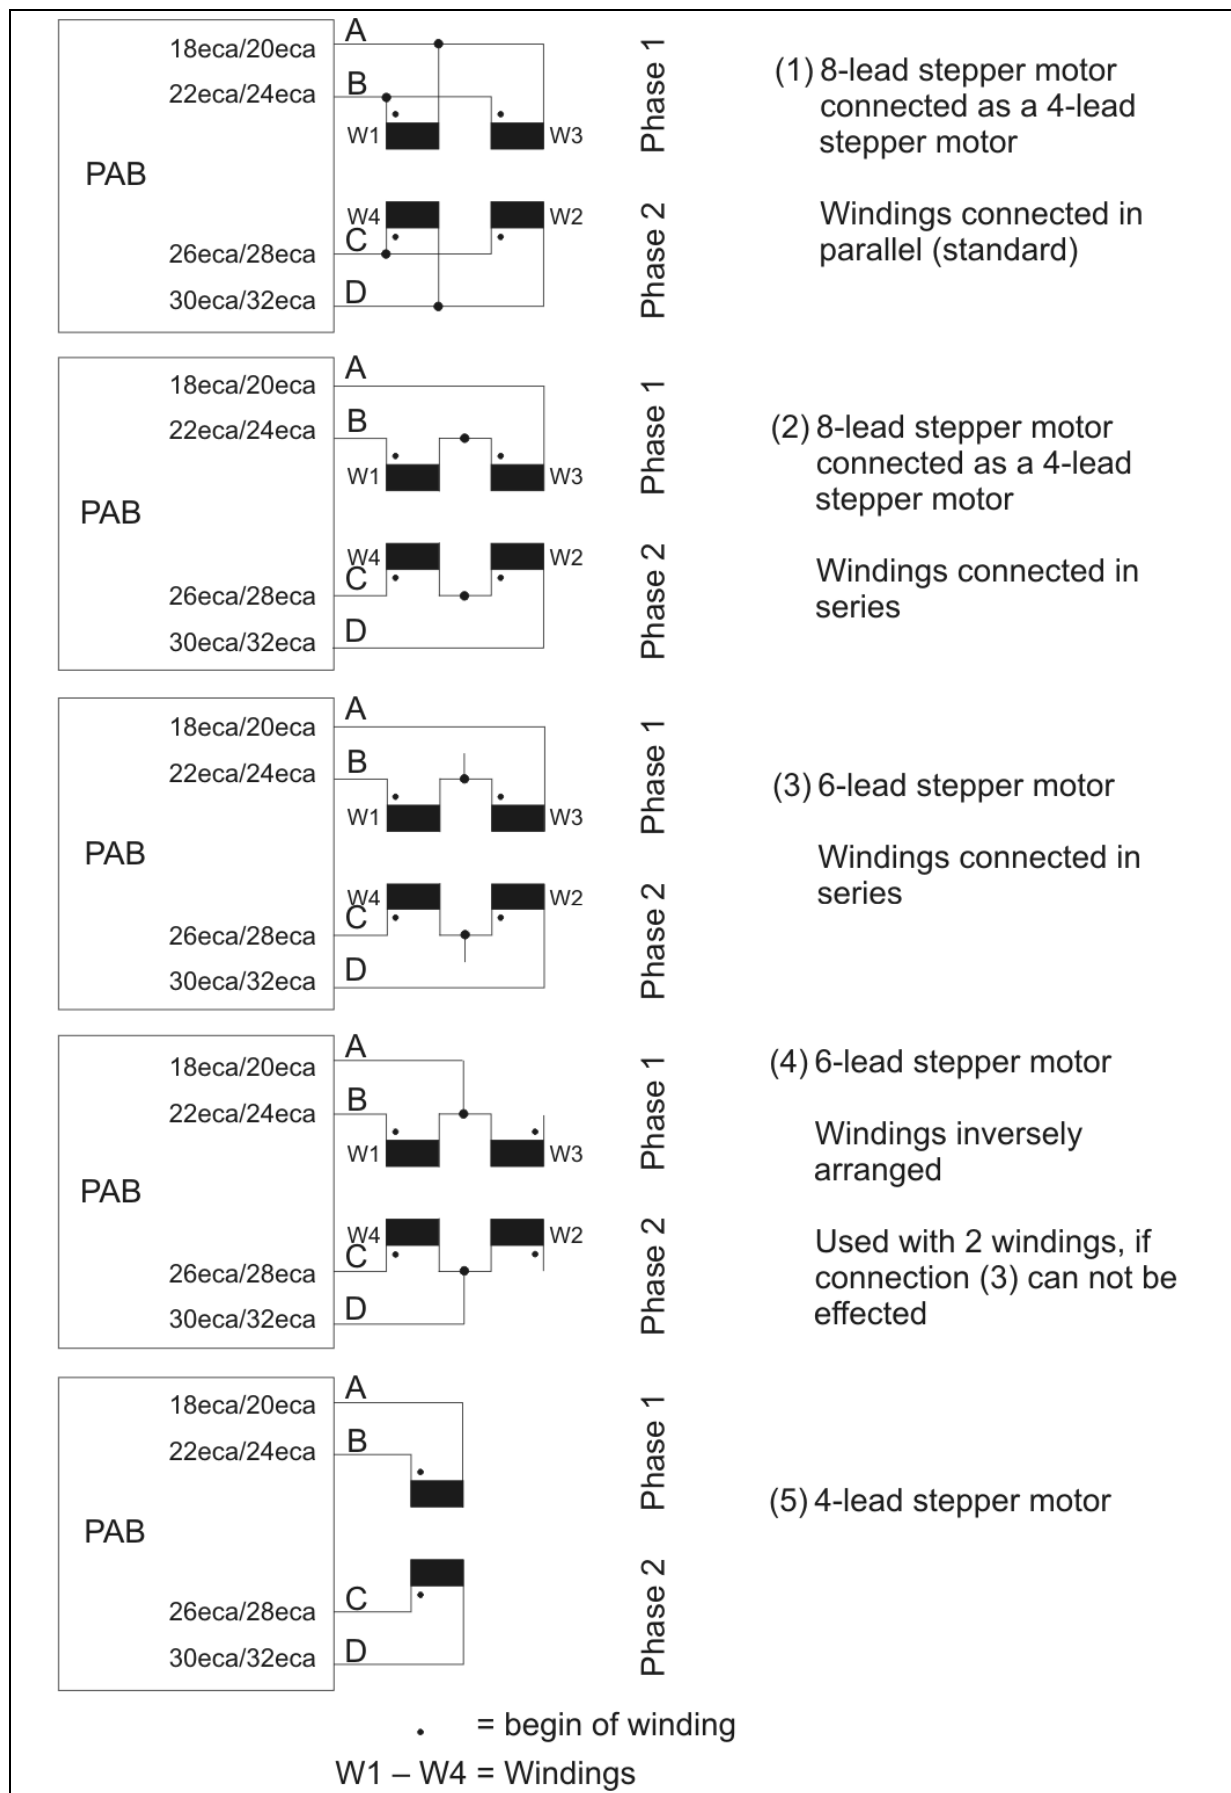 A
18eca/20eca
B
22eca/24eca
W1
W3
PAB
W4
W2
C
26eca/28eca
D
30eca/32eca
Phase 1
Phase 2
(1) 8-lead stepper motor
connected as a 4-lead
stepper motor
Windings connected in
parallel (standard)
A
18eca/20eca
B
22eca/24eca
W1
W3
PAB
W4
W2
C
26eca/28eca
D
30eca/32eca
Phase 1
Phase 2
(2) 8-lead stepper motor
connected as a 4-lead
stepper motor
Windings connected in
series
A
18eca/20eca
B
22eca/24eca
W1
W3
PAB
W4
W2
C
26eca/28eca
D
30eca/32eca
Phase 1
Phase 2
(3) 6-lead stepper motor
Windings connected in
series
A
18eca/20eca
B
22eca/24eca
W1
W3
PAB
W4
W2
C
26eca/28eca
D
30eca/32eca
Phase 1
Phase 2
(4) 6-lead stepper motor
Windings inversely
arranged
Used with 2 windings, if
connection (3) can not be
effected
A
18eca/20eca
B
22eca/24eca
PAB
C
26eca/28eca
D
30eca/32eca
Phase 1
Phase 2
(5) 4-lead stepper motor
. = begin of winding
W1 – W4 = Windings